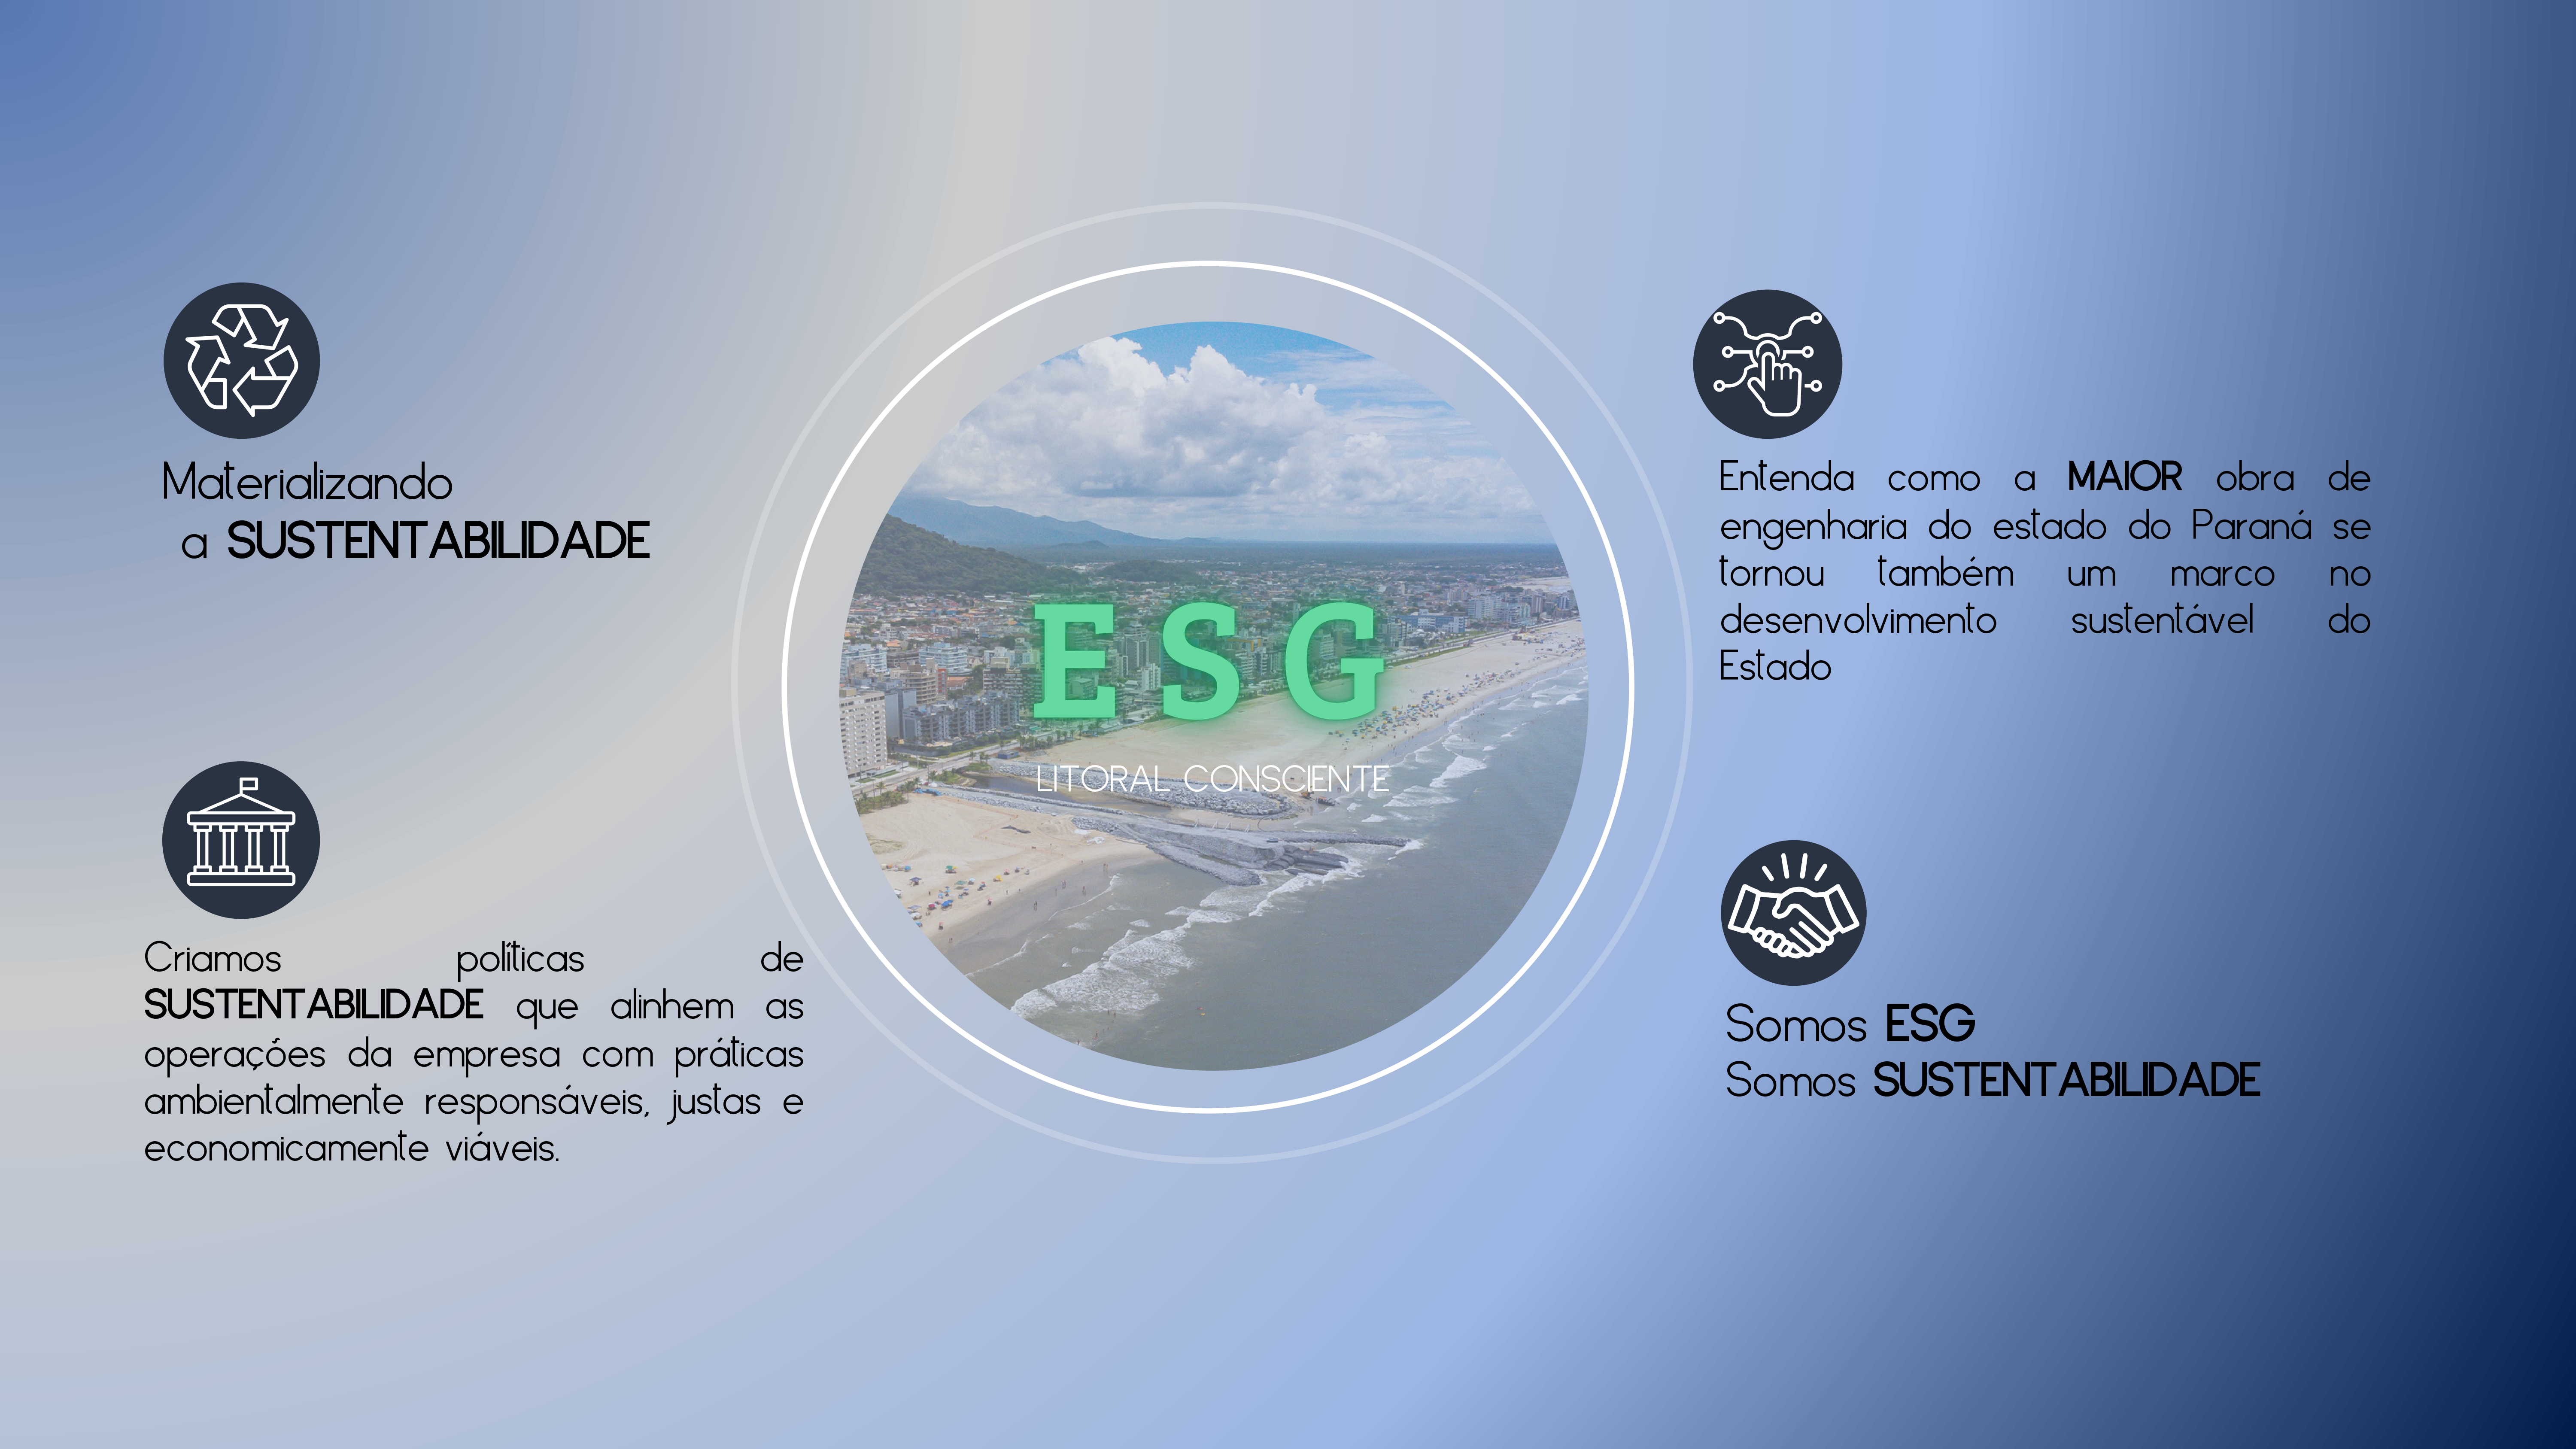 Materializando
a SUSTENTABILIDADE
Criamos políticas de
SUSTENTABILIDADE que alinhem as
operações da empresa com práticas
ambientalmente responsáveis, justas e
economicamente viáveis.
ESG
LITORAL CONSCIENTE
Entenda como a MAIOR obra de
engenharia do estado do Paraná se
tornou também um marco no
desenvolvimento sustentável do
Estado
Somos ESG
Somos SUSTENTABILIDADE